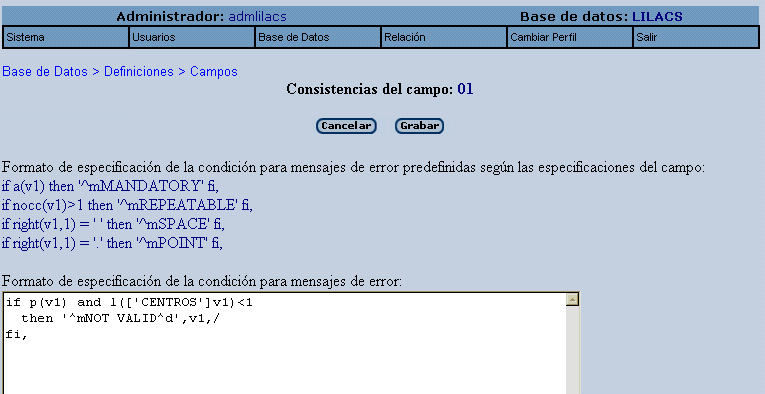 Administrador: admlilacs Base de datos: LILACS
Sistema Usuarios Base de Datos Relación Cambiar Perfil Salir
Base de Datos > Definiciones > Campos
Consistencias del campo: 01
Cancelar Grabar
Formato de especificación de la condición para mensajes de error predefinidas según las especificaciones del campo:
if a(v1) then '^mMANDATORY' fi,
if nocc(v1)>1 then '^mREPEATABLE' fi,
if right(v1,1) = ' ' then '^mSPACE' fi,
if right(v1,1) = '.' then '^mPOINT' fi,
Formato de especificación de la condición para mensajes de error:
if p(v1) and l(['CENTROS']v1)<1
then '^mNOT VALID^d',v1,/
fi,